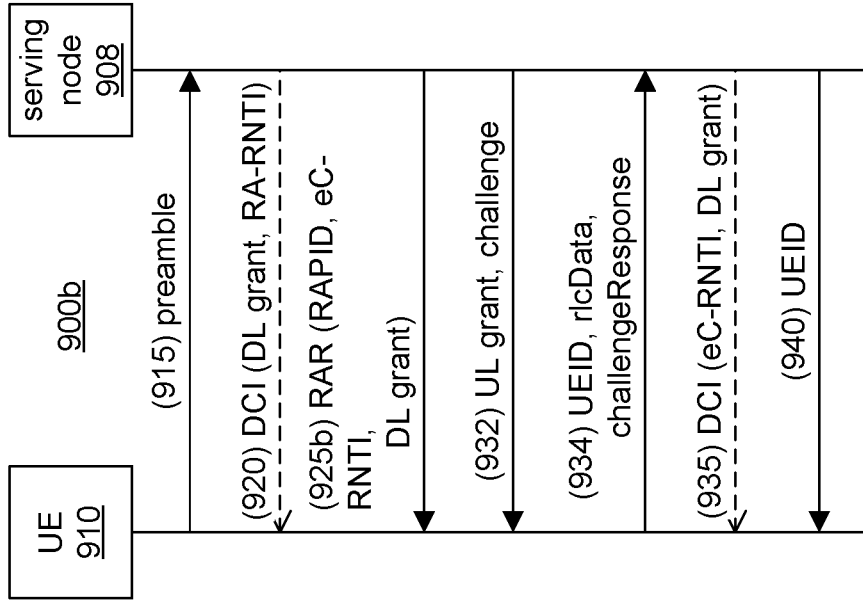 900b
UE
910
serving
node
908
(915) preamble
(920) DCI (DL grant, RA-RNTI)
(925b) RAR (RAPID, eC-
RNTI,
DL grant)
(932) UL grant, challenge
(934) UEID, rlcData,
challengeResponse
(935) DCI (eC-RNTI, DL grant)
(940) UEID